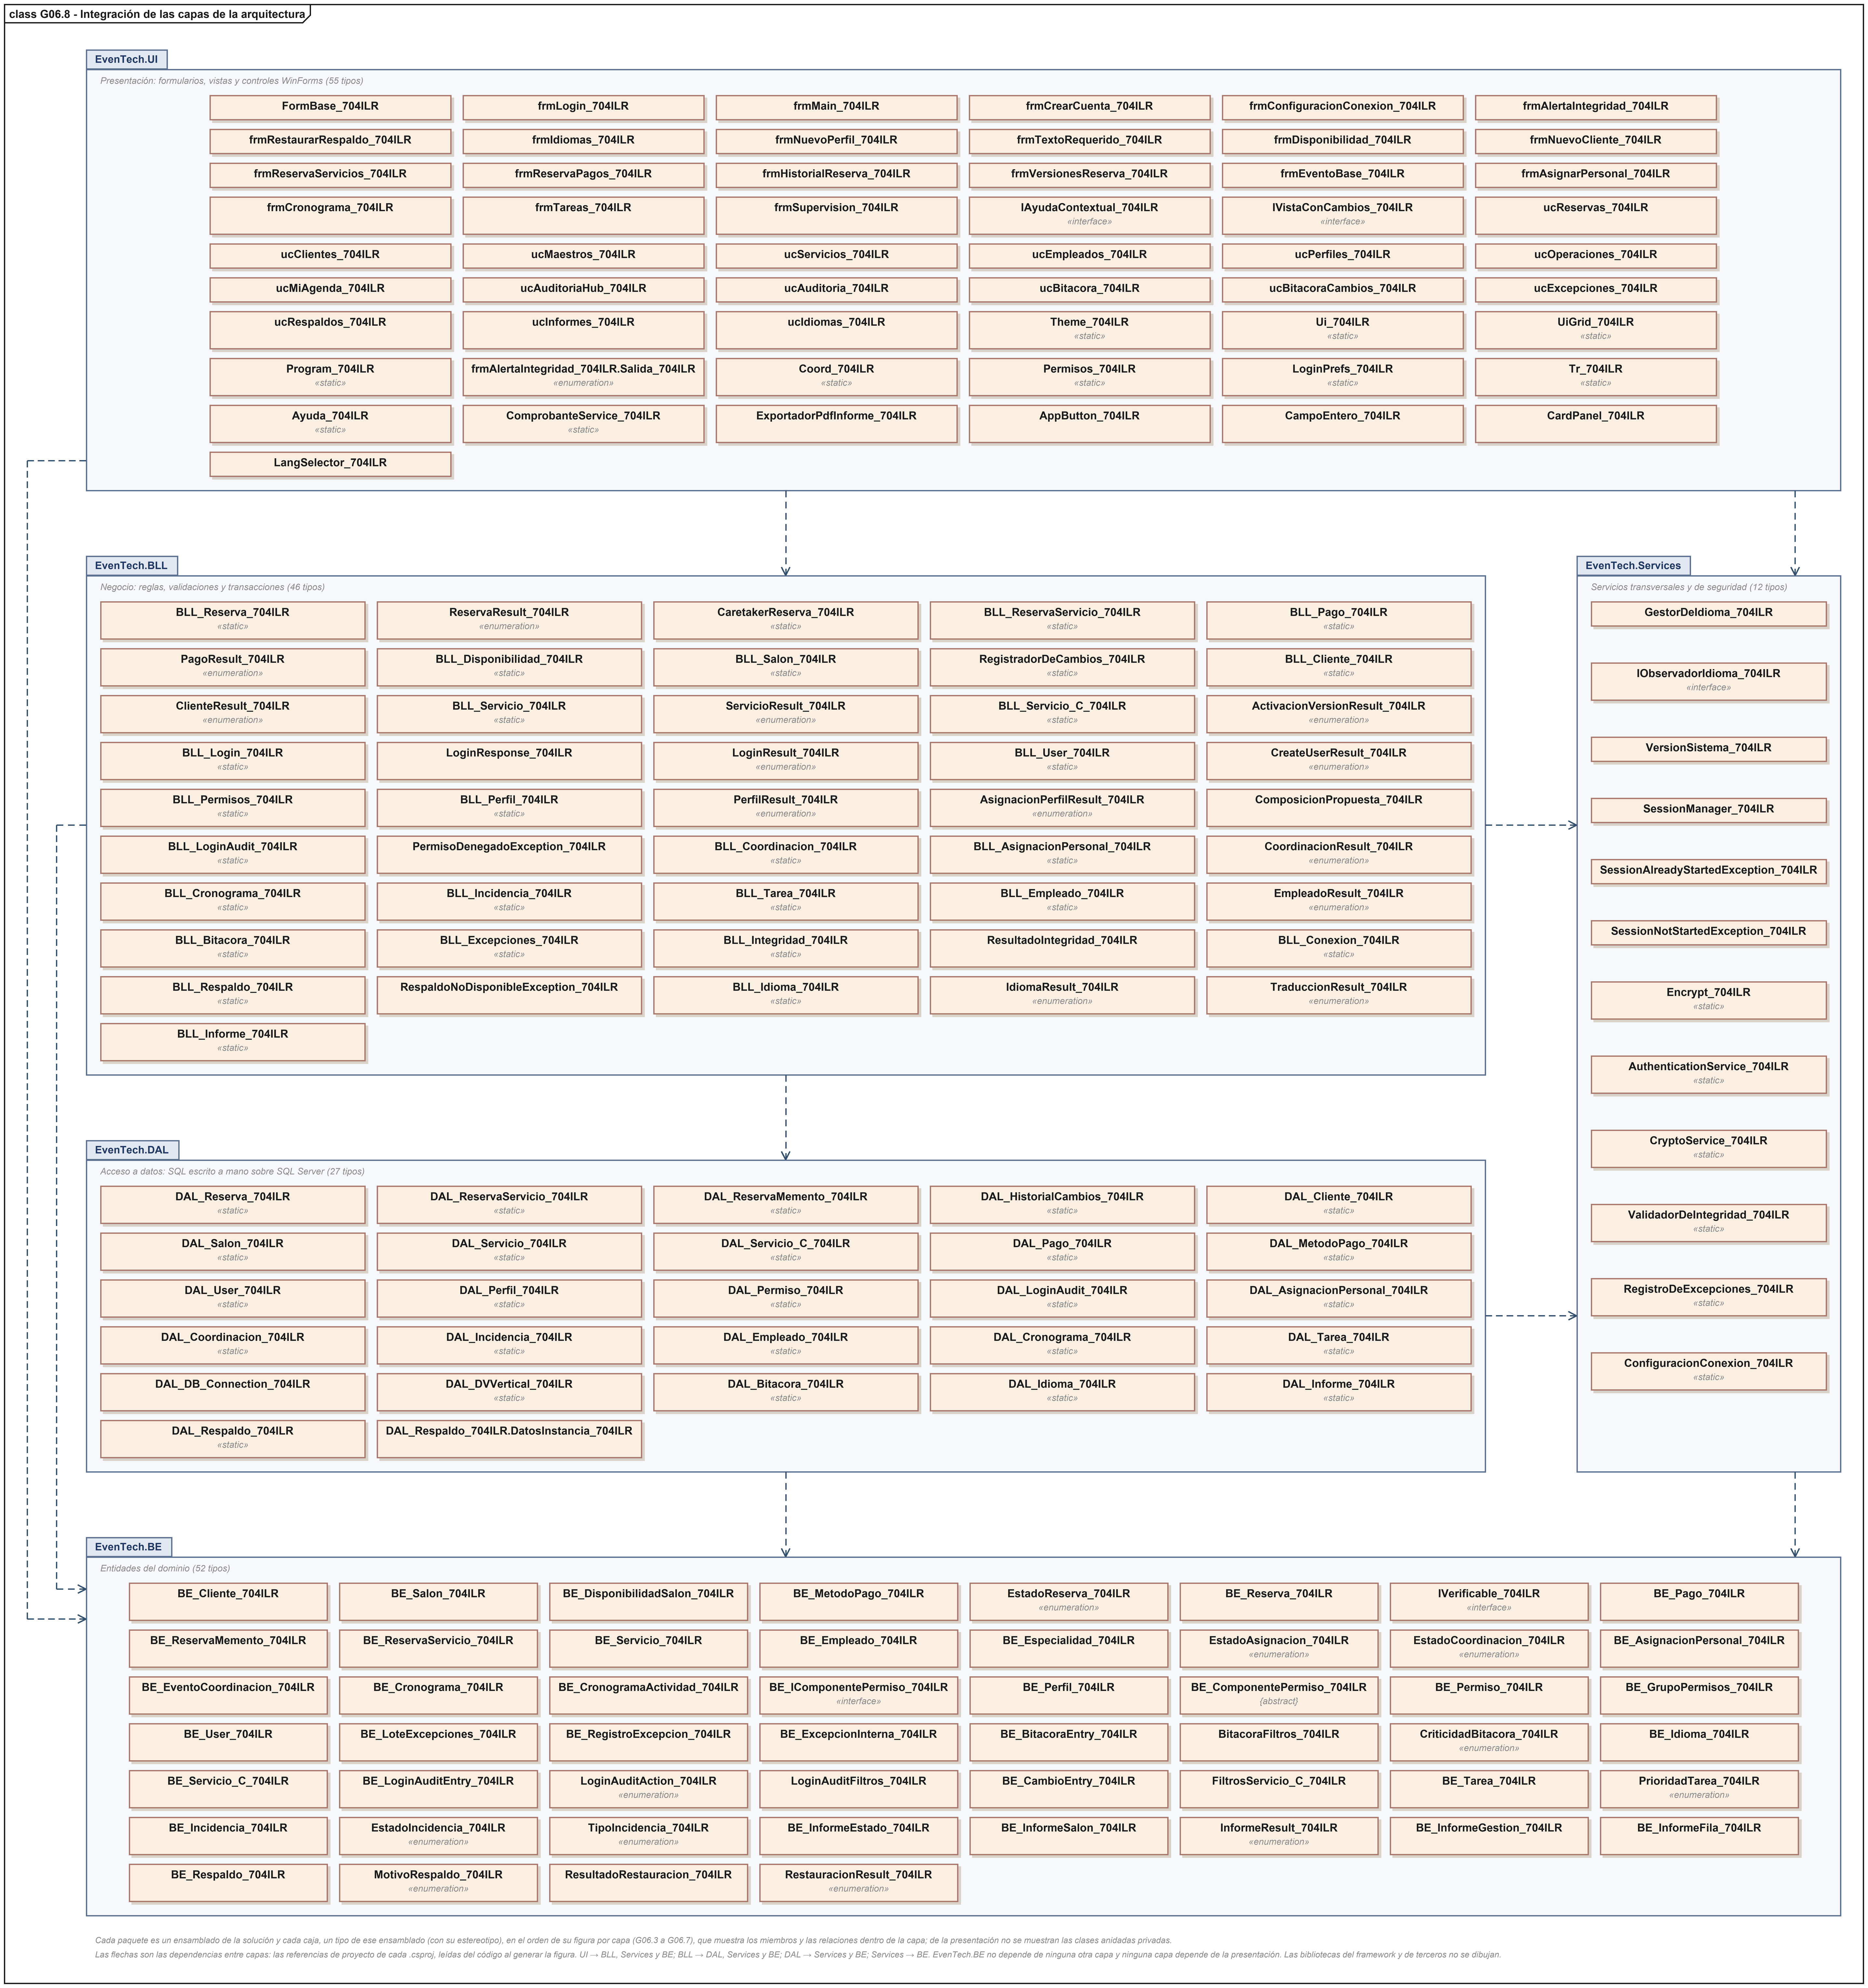 class G06.8 - Integración de las capas de la arquitectura
EvenTech.UI
Presentación: formularios, vistas y controles WinForms (55 tipos)
FormBase_704ILR frmLogin_704ILR frmMain_704ILR frmCrearCuenta_704ILR frmConfiguracionConexion_704ILR frmAlertaIntegridad_704ILR
frmRestaurarRespaldo_704ILR frmIdiomas_704ILR frmNuevoPerfil_704ILR frmTextoRequerido_704ILR frmDisponibilidad_704ILR frmNuevoCliente_704ILR
frmReservaServicios_704ILR frmReservaPagos_704ILR frmHistorialReserva_704ILR frmVersionesReserva_704ILR frmEventoBase_704ILR frmAsignarPersonal_704ILR
frmCronograma_704ILR frmTareas_704ILR frmSupervision_704ILR IAyudaContextual_704ILR IVistaConCambios_704ILR ucReservas_704ILR
«interface» «interface»
ucClientes_704ILR ucMaestros_704ILR ucServicios_704ILR ucEmpleados_704ILR ucPerfiles_704ILR ucOperaciones_704ILR
ucMiAgenda_704ILR ucAuditoriaHub_704ILR ucAuditoria_704ILR ucBitacora_704ILR ucBitacoraCambios_704ILR ucExcepciones_704ILR
ucRespaldos_704ILR ucInformes_704ILR ucIdiomas_704ILR Theme_704ILR Ui_704ILR UiGrid_704ILR
«static» «static» «static»
Program_704ILR frmAlertaIntegridad_704ILR.Salida_704ILR Coord_704ILR Permisos_704ILR LoginPrefs_704ILR Tr_704ILR
«static» «enumeration» «static» «static» «static» «static»
Ayuda_704ILR ComprobanteService_704ILR ExportadorPdfInforme_704ILR AppButton_704ILR CampoEntero_704ILR CardPanel_704ILR
«static» «static»
LangSelector_704ILR
EvenTech.BLL
Negocio: reglas, validaciones y transacciones (46 tipos)
BLL_Reserva_704ILR ReservaResult_704ILR CaretakerReserva_704ILR BLL_ReservaServicio_704ILR BLL_Pago_704ILR
«static» «enumeration» «static» «static» «static»
PagoResult_704ILR BLL_Disponibilidad_704ILR BLL_Salon_704ILR RegistradorDeCambios_704ILR BLL_Cliente_704ILR
«enumeration» «static» «static» «static» «static»
ClienteResult_704ILR BLL_Servicio_704ILR ServicioResult_704ILR BLL_Servicio_C_704ILR ActivacionVersionResult_704ILR
«enumeration» «static» «enumeration» «static» «enumeration»
BLL_Login_704ILR LoginResponse_704ILR LoginResult_704ILR BLL_User_704ILR CreateUserResult_704ILR
«static» «enumeration» «static» «enumeration»
BLL_Permisos_704ILR BLL_Perfil_704ILR PerfilResult_704ILR AsignacionPerfilResult_704ILR ComposicionPropuesta_704ILR
«static» «static» «enumeration» «enumeration»
BLL_LoginAudit_704ILR PermisoDenegadoException_704ILR BLL_Coordinacion_704ILR BLL_AsignacionPersonal_704ILR CoordinacionResult_704ILR
«static» «static» «static» «enumeration»
BLL_Cronograma_704ILR BLL_Incidencia_704ILR BLL_Tarea_704ILR BLL_Empleado_704ILR EmpleadoResult_704ILR
«static» «static» «static» «static» «enumeration»
BLL_Bitacora_704ILR BLL_Excepciones_704ILR BLL_Integridad_704ILR ResultadoIntegridad_704ILR BLL_Conexion_704ILR
«static» «static» «static» «static»
BLL_Respaldo_704ILR RespaldoNoDisponibleException_704ILR BLL_Idioma_704ILR IdiomaResult_704ILR TraduccionResult_704ILR
«static» «static» «enumeration» «enumeration»
BLL_Informe_704ILR
«static»
EvenTech.Services
Servicios transversales y de seguridad (12 tipos)
GestorDeIdioma_704ILR
IObservadorIdioma_704ILR
«interface»
VersionSistema_704ILR
SessionManager_704ILR
SessionAlreadyStartedException_704ILR
SessionNotStartedException_704ILR
Encrypt_704ILR
«static»
AuthenticationService_704ILR
«static»
CryptoService_704ILR
«static»
ValidadorDeIntegridad_704ILR
«static»
RegistroDeExcepciones_704ILR
«static»
ConfiguracionConexion_704ILR
«static»
EvenTech.DAL
Acceso a datos: SQL escrito a mano sobre SQL Server (27 tipos)
DAL_Reserva_704ILR DAL_ReservaServicio_704ILR DAL_ReservaMemento_704ILR DAL_HistorialCambios_704ILR DAL_Cliente_704ILR
«static» «static» «static» «static» «static»
DAL_Salon_704ILR DAL_Servicio_704ILR DAL_Servicio_C_704ILR DAL_Pago_704ILR DAL_MetodoPago_704ILR
«static» «static» «static» «static» «static»
DAL_User_704ILR DAL_Perfil_704ILR DAL_Permiso_704ILR DAL_LoginAudit_704ILR DAL_AsignacionPersonal_704ILR
«static» «static» «static» «static» «static»
DAL_Coordinacion_704ILR DAL_Incidencia_704ILR DAL_Empleado_704ILR DAL_Cronograma_704ILR DAL_Tarea_704ILR
«static» «static» «static» «static» «static»
DAL_DB_Connection_704ILR DAL_DVVertical_704ILR DAL_Bitacora_704ILR DAL_Idioma_704ILR DAL_Informe_704ILR
«static» «static» «static» «static»
DAL_Respaldo_704ILR DAL_Respaldo_704ILR.DatosInstancia_704ILR
«static»
EvenTech.BE
Entidades del dominio (52 tipos)
BE_Cliente_704ILR BE_Salon_704ILR BE_DisponibilidadSalon_704ILR BE_MetodoPago_704ILR EstadoReserva_704ILR BE_Reserva_704ILR IVerificable_704ILR BE_Pago_704ILR
«enumeration» «interface»
BE_ReservaMemento_704ILR BE_ReservaServicio_704ILR BE_Servicio_704ILR BE_Empleado_704ILR BE_Especialidad_704ILR EstadoAsignacion_704ILR EstadoCoordinacion_704ILR BE_AsignacionPersonal_704ILR
«enumeration» «enumeration»
BE_EventoCoordinacion_704ILR BE_Cronograma_704ILR BE_CronogramaActividad_704ILR BE_IComponentePermiso_704ILR BE_Perfil_704ILR BE_ComponentePermiso_704ILR BE_Permiso_704ILR BE_GrupoPermisos_704ILR
«interface» {abstract}
BE_User_704ILR BE_LoteExcepciones_704ILR BE_RegistroExcepcion_704ILR BE_ExcepcionInterna_704ILR BE_BitacoraEntry_704ILR BitacoraFiltros_704ILR CriticidadBitacora_704ILR BE_Idioma_704ILR
«enumeration»
BE_Servicio_C_704ILR BE_LoginAuditEntry_704ILR LoginAuditAction_704ILR LoginAuditFiltros_704ILR BE_CambioEntry_704ILR FiltrosServicio_C_704ILR BE_Tarea_704ILR PrioridadTarea_704ILR
«enumeration» «enumeration»
BE_Incidencia_704ILR EstadoIncidencia_704ILR TipoIncidencia_704ILR BE_InformeEstado_704ILR BE_InformeSalon_704ILR InformeResult_704ILR BE_InformeGestion_704ILR BE_InformeFila_704ILR
«enumeration» «enumeration» «enumeration»
BE_Respaldo_704ILR MotivoRespaldo_704ILR ResultadoRestauracion_704ILR RestauracionResult_704ILR
«enumeration» «enumeration»
Cada paquete es un ensamblado de la solución y cada caja, un tipo de ese ensamblado (con su estereotipo), en el orden de su figura por capa (G06.3 a G06.7), que muestra los miembros y las relaciones dentro de la capa; de la presentación no se muestran las clases anidadas privadas.
Las flechas son las dependencias entre capas: las referencias de proyecto de cada .csproj, leídas del código al generar la figura. UI → BLL, Services y BE; BLL → DAL, Services y BE; DAL → Services y BE; Services → BE. EvenTech.BE no depende de ninguna otra capa y ninguna capa depende de la presentación. Las bibliotecas del framework y de terceros no se dibujan.